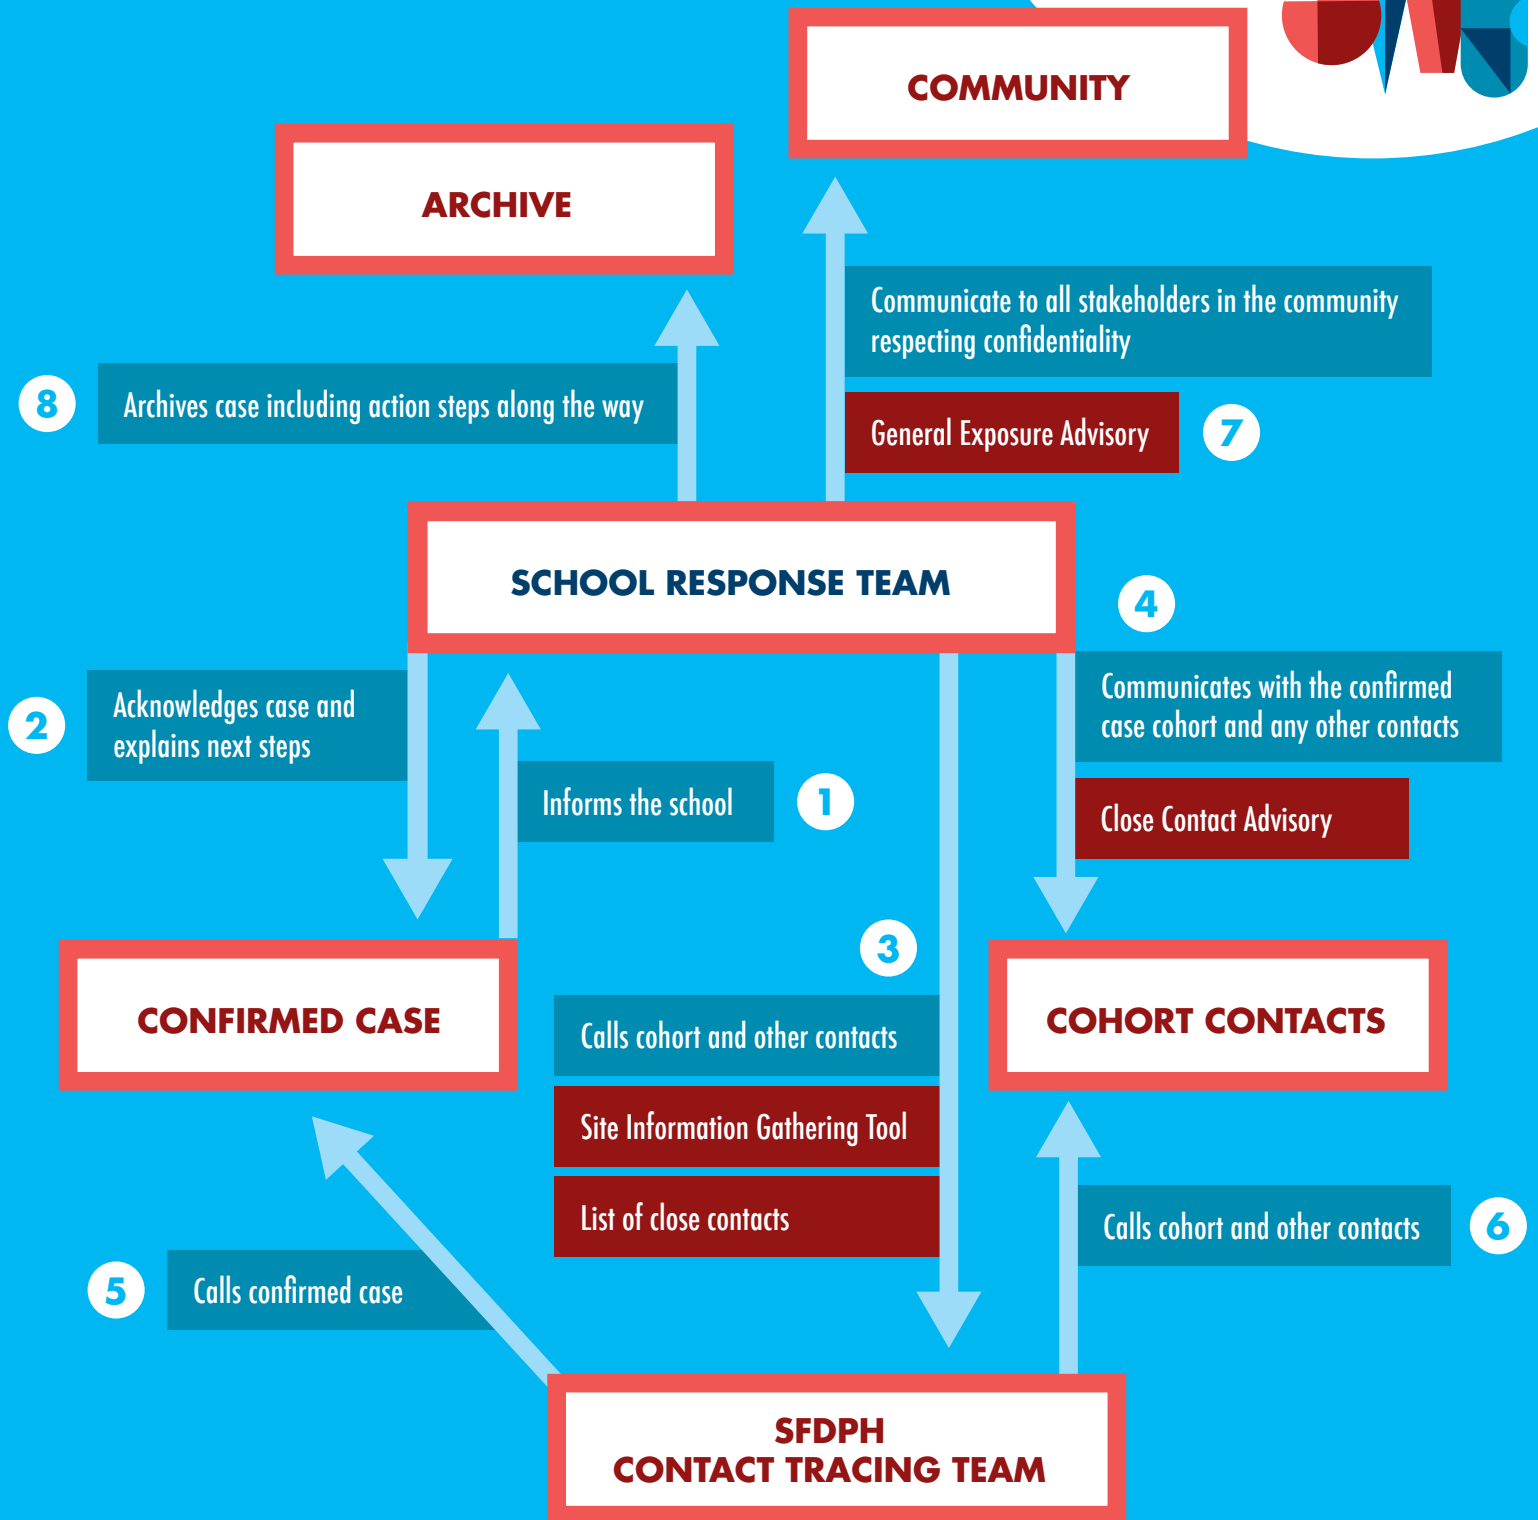 COMMUNITY
ARCHIVE
Communicate to all stakeholders in the community
respecting confidentiality
8
Archives case including action steps along the way
General Exposure Advisory
7
SCHOOL RESPONSE TEAM
4
2
Acknowledges case and
explains next steps
Communicates with the confirmed
case cohort and any other contacts
Informs the school
1
Close Contact Advisory
3
CONFIRMED CASE
COHORT CONTACTS
Calls cohort and other contacts
Site Information Gathering Tool
List of close contacts
Calls cohort and other contacts
6
5
Calls confirmed case
SFDPH
CONTACT TRACING TEAM